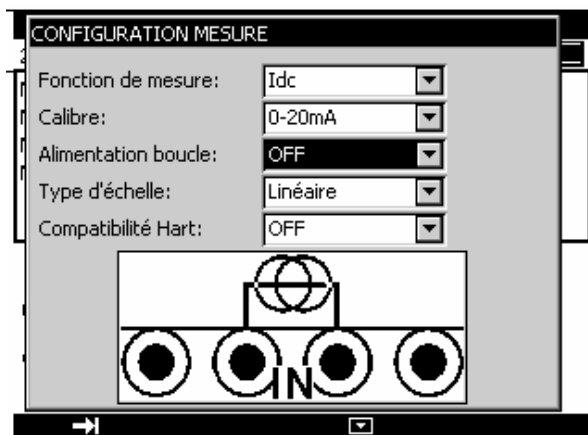 CONFIGURATION MESURE
Fonction de mesure: Idc
Calibre: 0-20mA
Alimentation boucle: OFF
Type d'échelle: Linéaire
Compatibilité Hart: OFF
IN